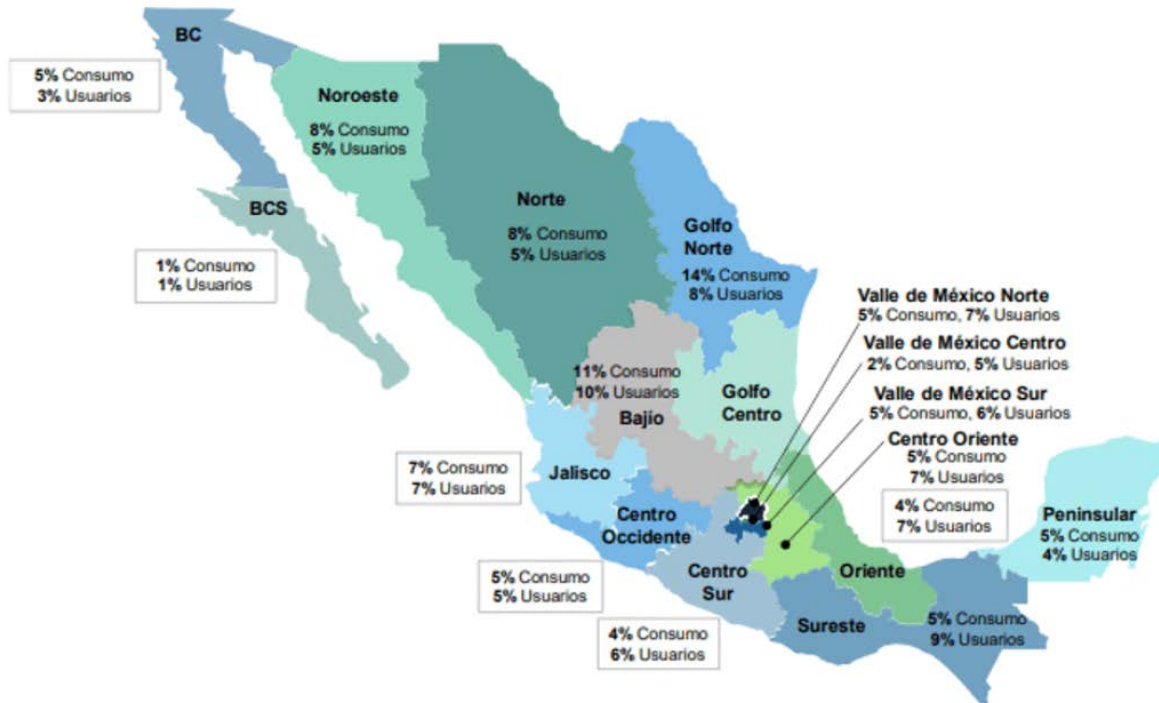 BC
5% Consumo
3% Usuarios
Noroeste
8% Consumo
5% Usuarios
BCS
1% Consumo
1% Usuarios
Norte
8% Consumo
5% Usuarios
Golfo
Norte
14% Consumo
8% Usuarios
Valle de México Norte
5% Consumo, 7% Usuarios
Valle de México Centro
2% Consumo, 5% Usuarios
Valle de México Sur
5% Consumo, 6% Usuarios
Centro Oriente
5% Consumo
7% Usuarios
11% Consumo
10% Usuarios
Bajío
Golfo
Centro
7% Consumo
7% Usuarios
Jalisco
Centro
Occidente
4% Consumo
7% Usuarios
Peninsular
5% Consumo
4% Usuarios
5% Consumo
5% Usuarios
Centro
Sur
Oriente
4% Consumo
6% Usuarios
Sureste
5% Consumo
9% Usuarios